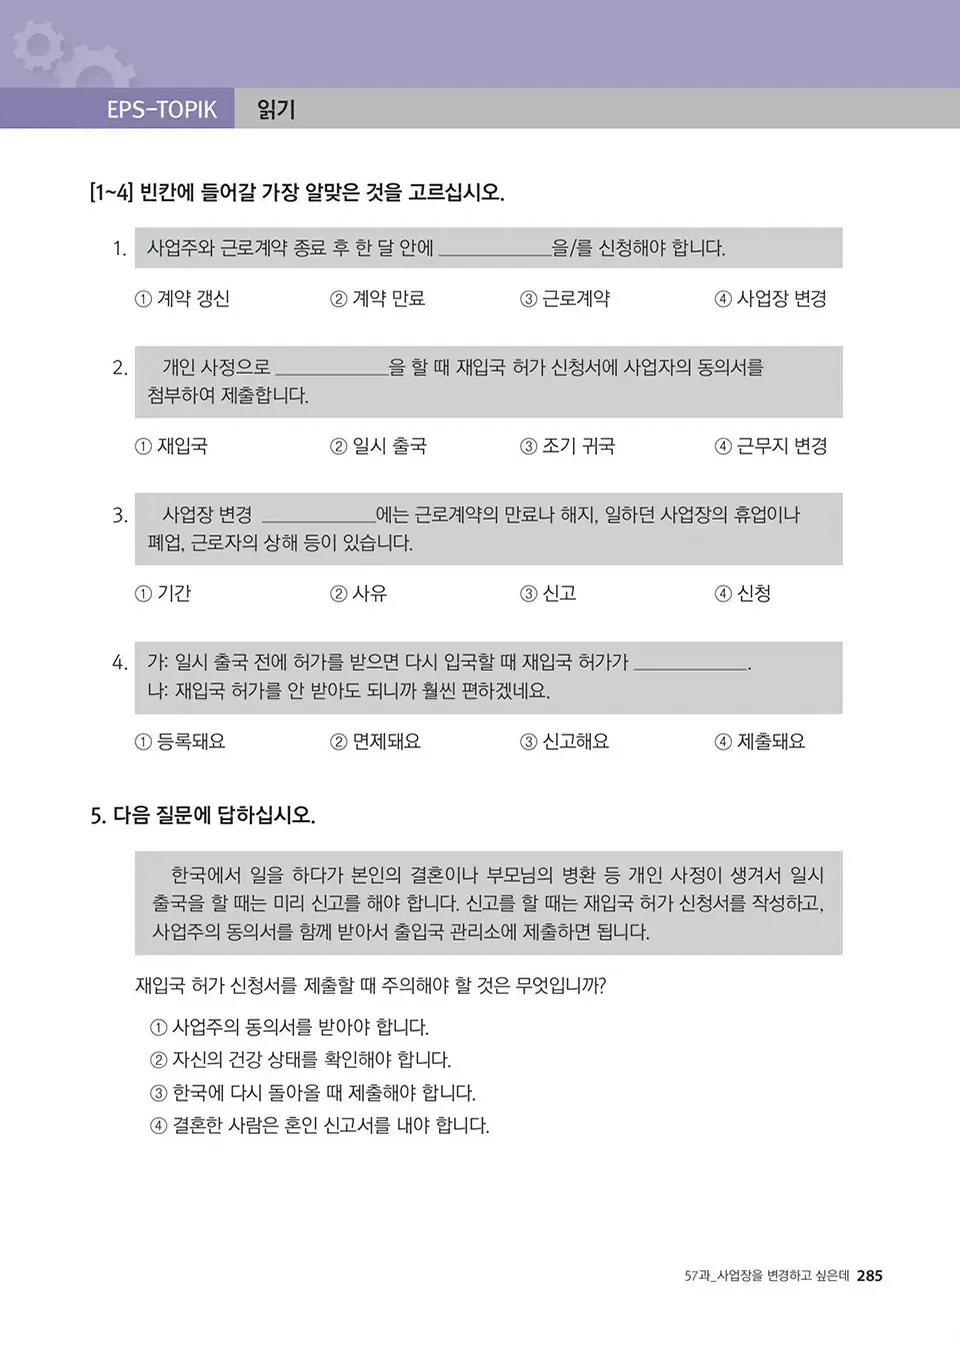 EPS-TOPIK 읽기
[1~4] 빈칸에 들어갈 가장 알맞은 것을 고르십시오.
1. 사업주와 근로계약 종료 후 한 달 안에 ____________을/를 신청해야 합니다.
① 계약 갱신 ② 계약 만료 ③ 근로계약 ④ 사업장 변경
2. 개인 사정으로 ____________을 할 때 재입국 허가 신청서에 사업자의 동의서를
첨부하여 제출합니다.
① 재입국 ② 일시 출국 ③ 조기 귀국 ④ 근무지 변경
3. 사업장 변경 ____________에는 근로계약의 만료나 해지, 일하던 사업장의 휴업이나
폐업, 근로자의 상해 등이 있습니다.
① 기간 ② 사유 ③ 신고 ④ 신청
4. 가: 일시 출국 전에 허가를 받으면 다시 입국할 때 재입국 허가가 ____________.
나: 재입국 허가를 안 받아도 되니까 훨씬 편하겠네요.
① 등록돼요 ② 면제돼요 ③ 신고해요 ④ 제출돼요
5. 다음 질문에 답하십시오.
한국에서 일을 하다가 본인의 결혼이나 부모님의 병환 등 개인 사정이 생겨서 일시
출국을 할 때는 미리 신고를 해야 합니다. 신고를 할 때는 재입국 허가 신청서를 작성하고,
사업주의 동의서를 함께 받아서 출입국 관리소에 제출하면 됩니다.
재입국 허가 신청서를 제출할 때 주의해야 할 것은 무엇입니까?
① 사업주의 동의서를 받아야 합니다.
② 자신의 건강 상태를 확인해야 합니다.
③ 한국에 다시 돌아올 때 제출해야 합니다.
④ 결혼한 사람은 혼인 신고서를 내야 합니다.
57과_사업장을 변경하고 싶은데 285